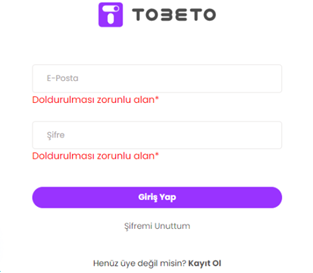 TOBETO
E-Posta
Doldurulması zorunlu alan*
Şifre
Doldurulması zorunlu alan*
Giriş Yap
Şifremi Unuttum
Henüz üye değil misin? Kayıt Ol